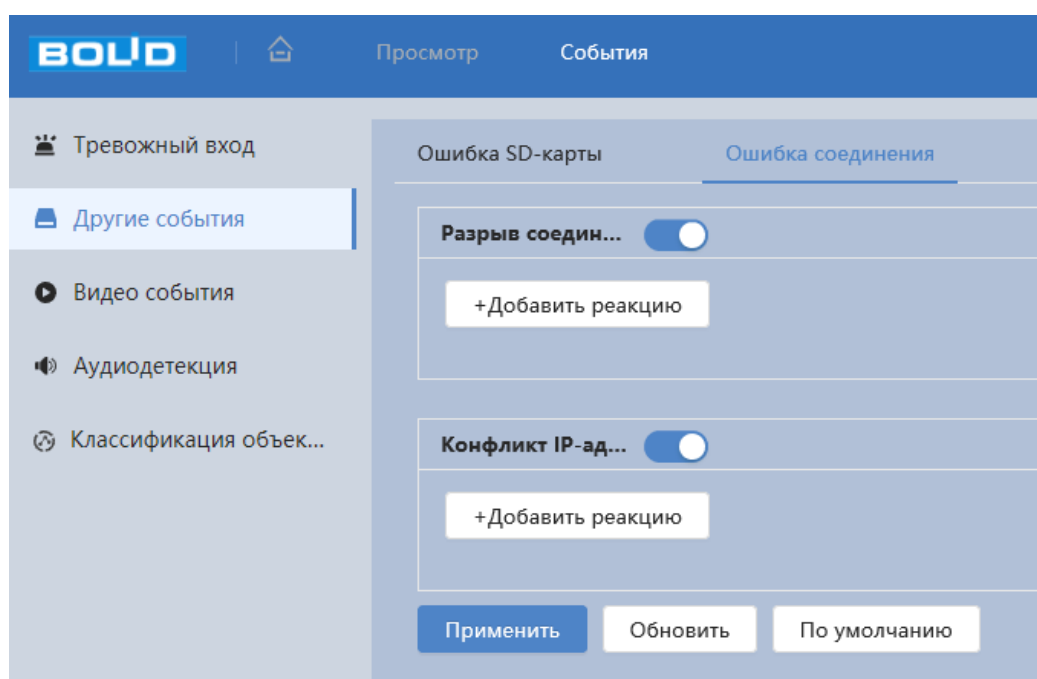 BOLID
Просмотр События
Тревожный вход
Другие события
Видео события
Аудиодетекция
Классификация объек...
Ошибка SD-карты Ошибка соединения
Разрыв соедин...
+Добавить реакцию
Конфликт IP-ад...
+Добавить реакцию
Применить Обновить По умолчанию